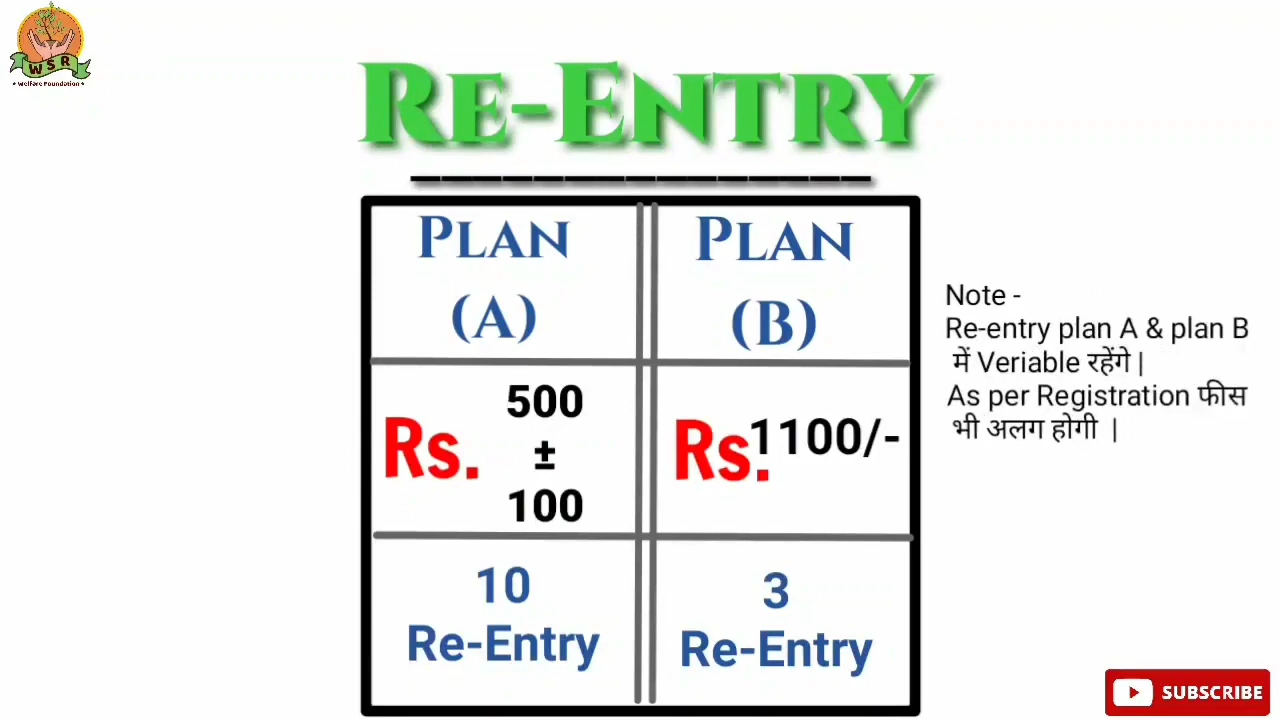 WSR
• Welfare Foundation •
RE-ENTRY
PLAN
(A)
PLAN
(B)
Rs. 500
±
100
Rs. 1100/-
10
Re-Entry
3
Re-Entry
Note -
Re-entry plan A & plan B
में Veriable रहेंगे |
As per Registration फीस
भी अलग होगी |
SUBSCRIBE